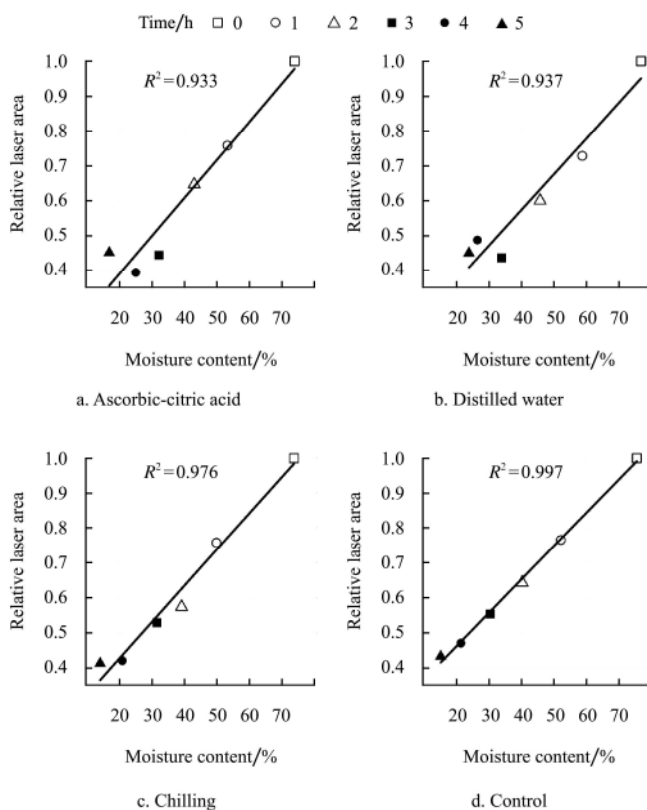 Time/h □ 0 ○ 1 △ 2 ■ 3 ● 4 ▲ 5
1.0
0.9
0.8
0.7
0.6
0.5
0.4
Relative laser area
R²=0.933
20 30 40 50 60 70
Moisture content/%
a. Ascorbic-citric acid
1.0
0.9
0.8
0.7
0.6
0.5
0.4
Relative laser area
R²=0.937
20 30 40 50 60 70
Moisture content/%
b. Distilled water
1.0
0.9
0.8
0.7
0.6
0.5
0.4
Relative laser area
R²=0.976
20 30 40 50 60 70
Moisture content/%
c. Chilling
1.0
0.9
0.8
0.7
0.6
0.5
0.4
Relative laser area
R²=0.997
20 30 40 50 60 70
Moisture content/%
d. Control